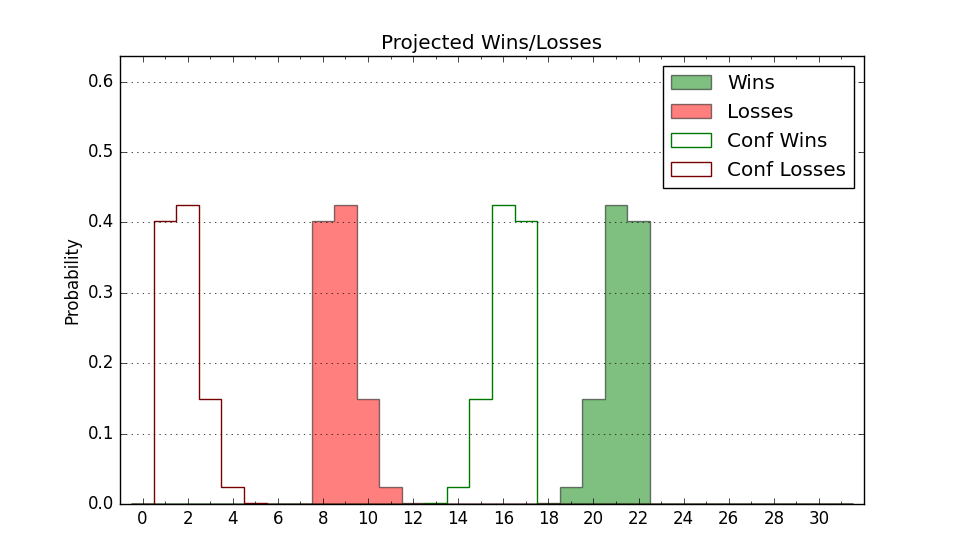 Projected Wins/Losses
Wins
Losses
Conf Wins
Conf Losses
Probability
0.6
0.5
0.4
0.3
0.2
0.1
0.0
0 2 4 6 8 10 12 14 16 18 20 22 24 26 28 30